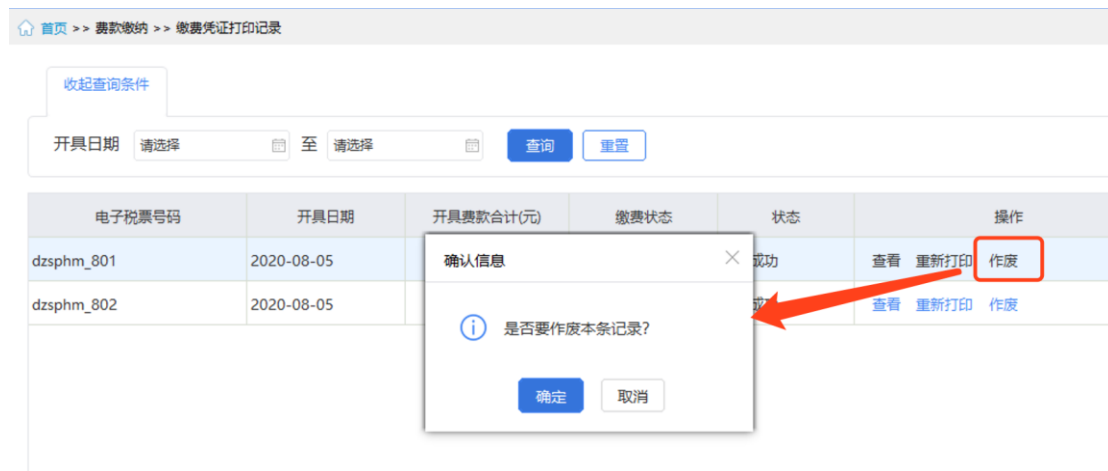 首页 >> 费款缴纳 >> 缴费凭证打印记录
收起查询条件
开具日期 请选择 至 请选择 查询 重置
电子税票号码 开具日期 开具费款合计(元) 缴费状态 状态 操作
dzsphm_801 2020-08-05 成功 查看 重新打印 作废
dzsphm_802 2020-08-05 查看 重新打印 作废
确认信息
是否要作废本条记录?
确定 取消